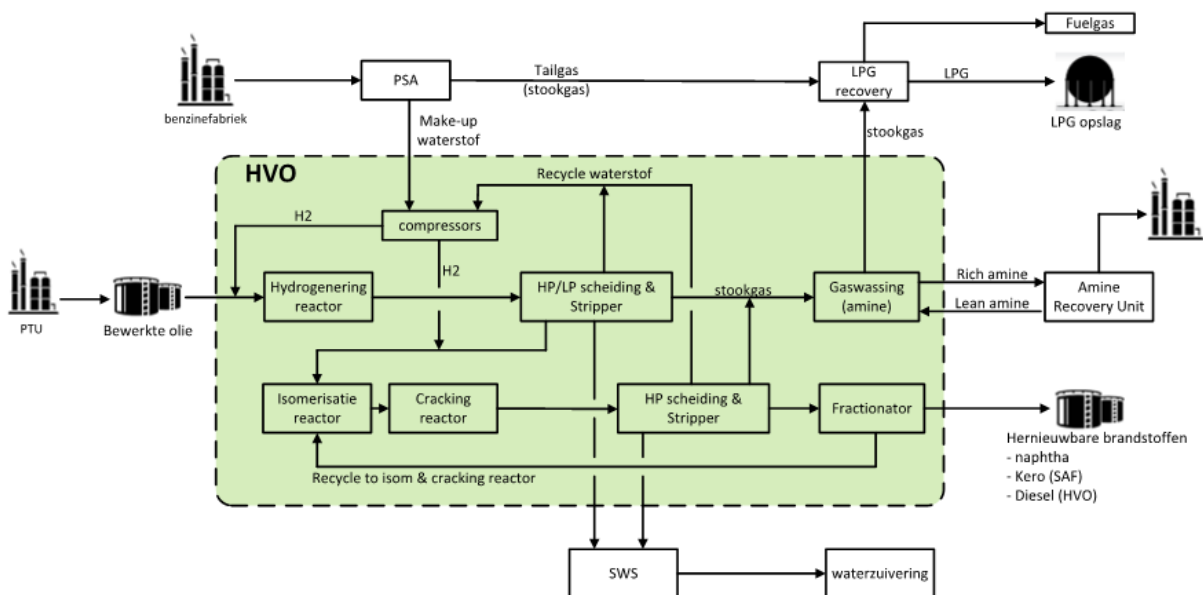 Fuelgas
PSA
Tailgas
(stookgas)
LPG
recovery
LPG
benzinefabriek
LPG opslag
Make-up
waterstof
stookgas
HVO
Recycle waterstof
H2
compressors
H2
Hydrogenering
reactor
HP/LP scheiding &
Stripper
stookgas
Gaswassing
(amine)
Rich amine
Lean amine
Amine
Recovery Unit
PTU
Bewerkte olie
Isomerisatie
reactor
Cracking
reactor
HP scheiding &
Stripper
Fractionator
Hernieuwbare brandstoffen
- naphtha
- Kero (SAF)
- Diesel (HVO)
Recycle to isom & cracking reactor
SWS
waterzuivering